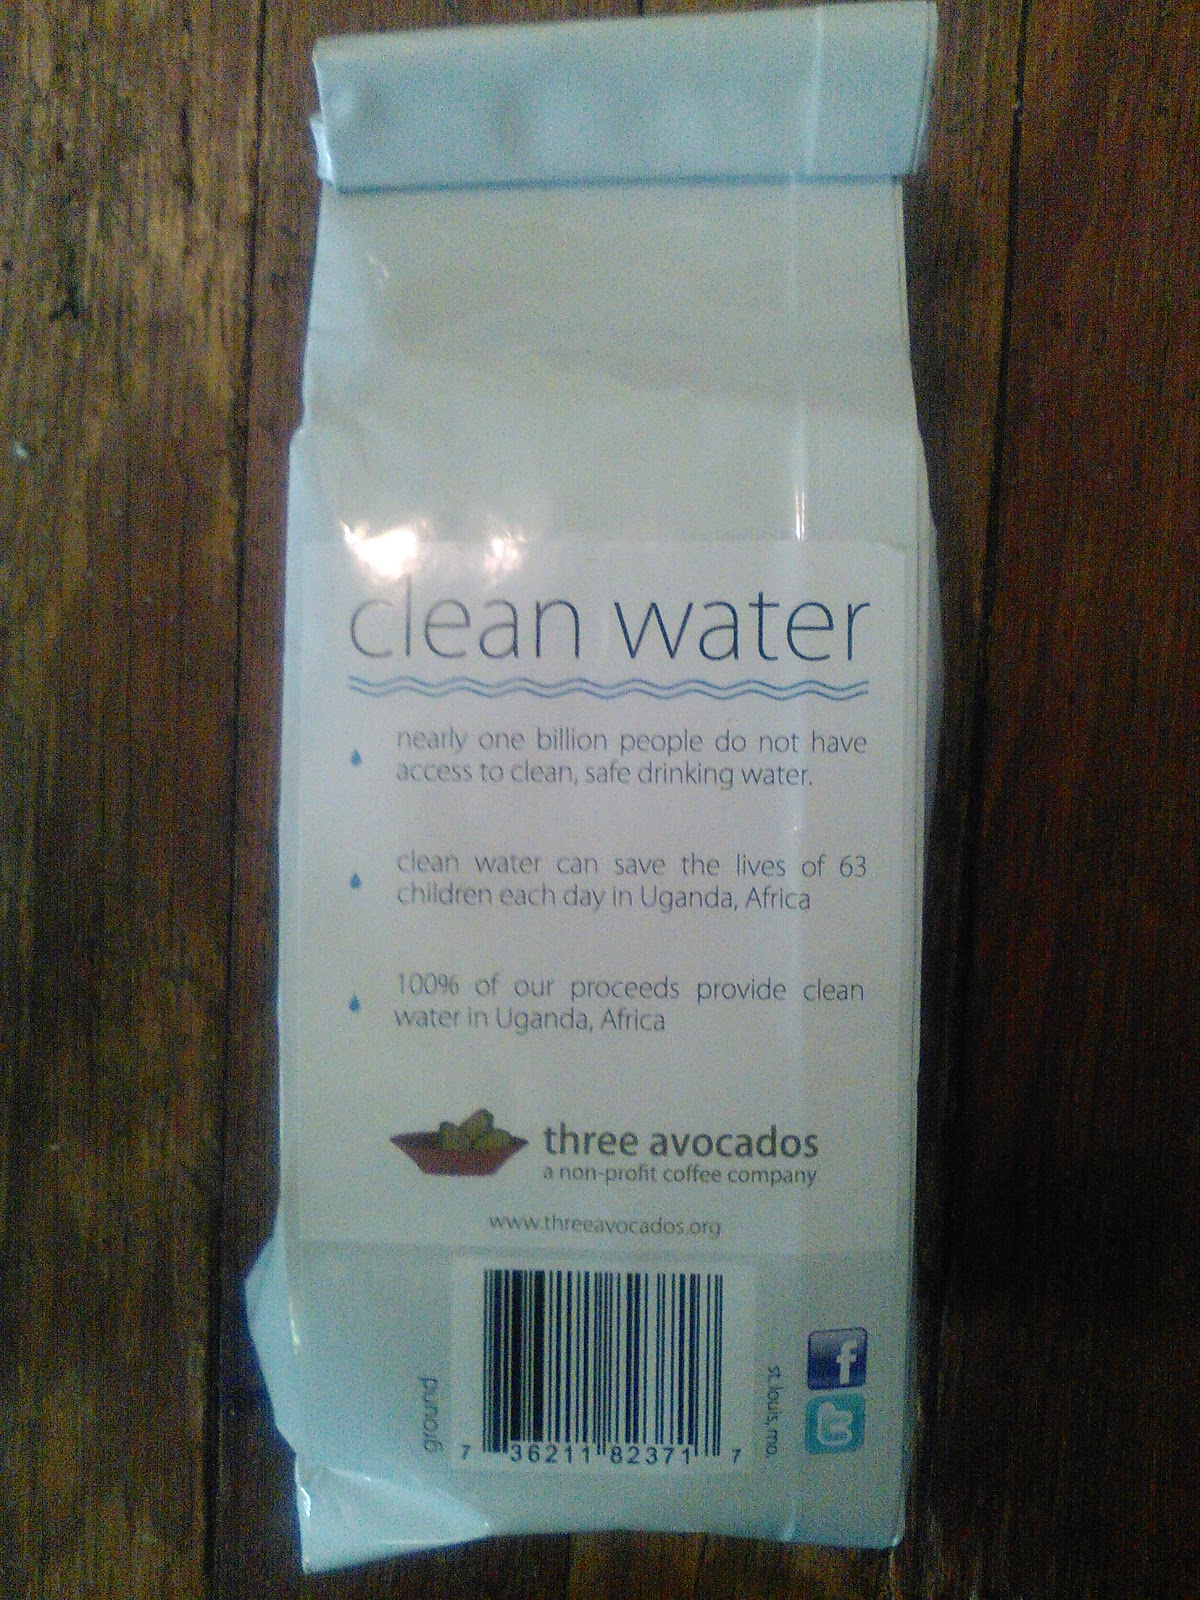 clean water
nearly one billion people do not have
access to clean, safe drinking water.
clean water can save the lives of 63
children each day in Uganda, Africa
100% of our proceeds provide clean
water in Uganda, Africa
three avocados
a non-profit coffee company
www.threeavocados.org
ground
7 36211 82371 7
st. louis, mo.
f
t